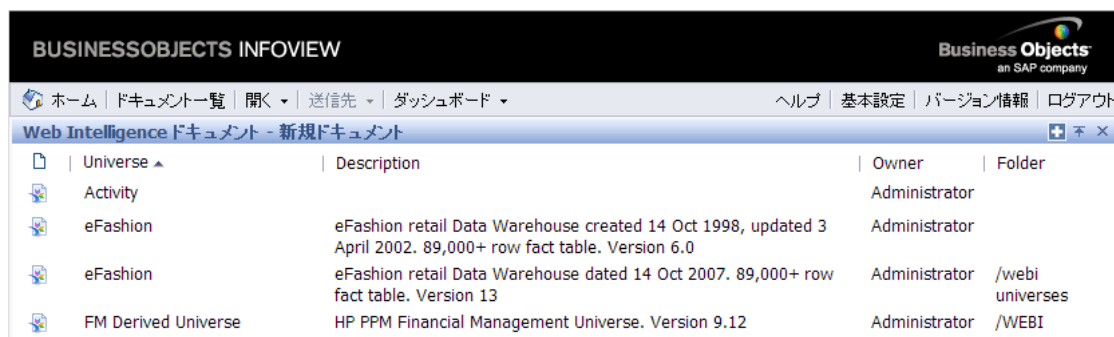 BUSINESSOBJECTS INFOVIEW
Business Objects
an SAP company
ホーム | ドキュメント一覧 | 開く | 送信先 | ダッシュボード ヘルプ | 基本設定 | バージョン情報 | ログアウト
Web Intelligence ドキュメント - 新規ドキュメント
Universe | Description | Owner | Folder
Activity Administrator
eFashion eFashion retail Data Warehouse created 14 Oct 1998, updated 3 Administrator
April 2002. 89,000+ row fact table. Version 6.0
eFashion eFashion retail Data Warehouse dated 14 Oct 2007. 89,000+ row Administrator /webi
fact table. Version 13 universes
FM Derived Universe HP PPM Financial Management Universe. Version 9.12 Administrator /WEBI